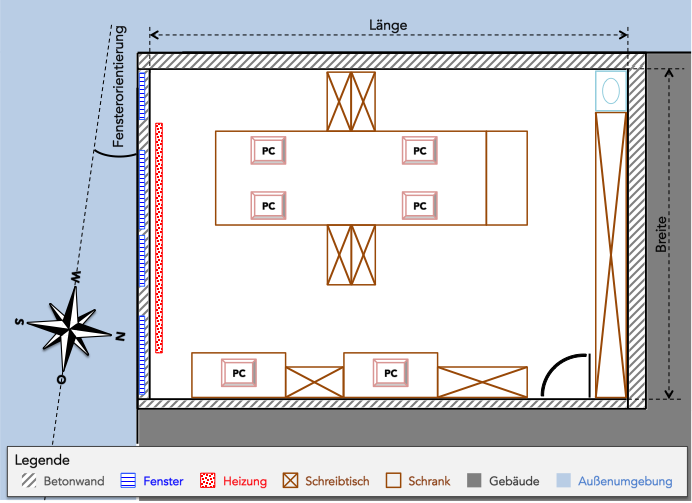 Länge
Fensterorientierung
PC PC
PC PC
Breite
W
S
N
O
PC PC
Legende
Betonwand Fenster Heizung Schreibtisch Schrank Gebäude Außenumgebung